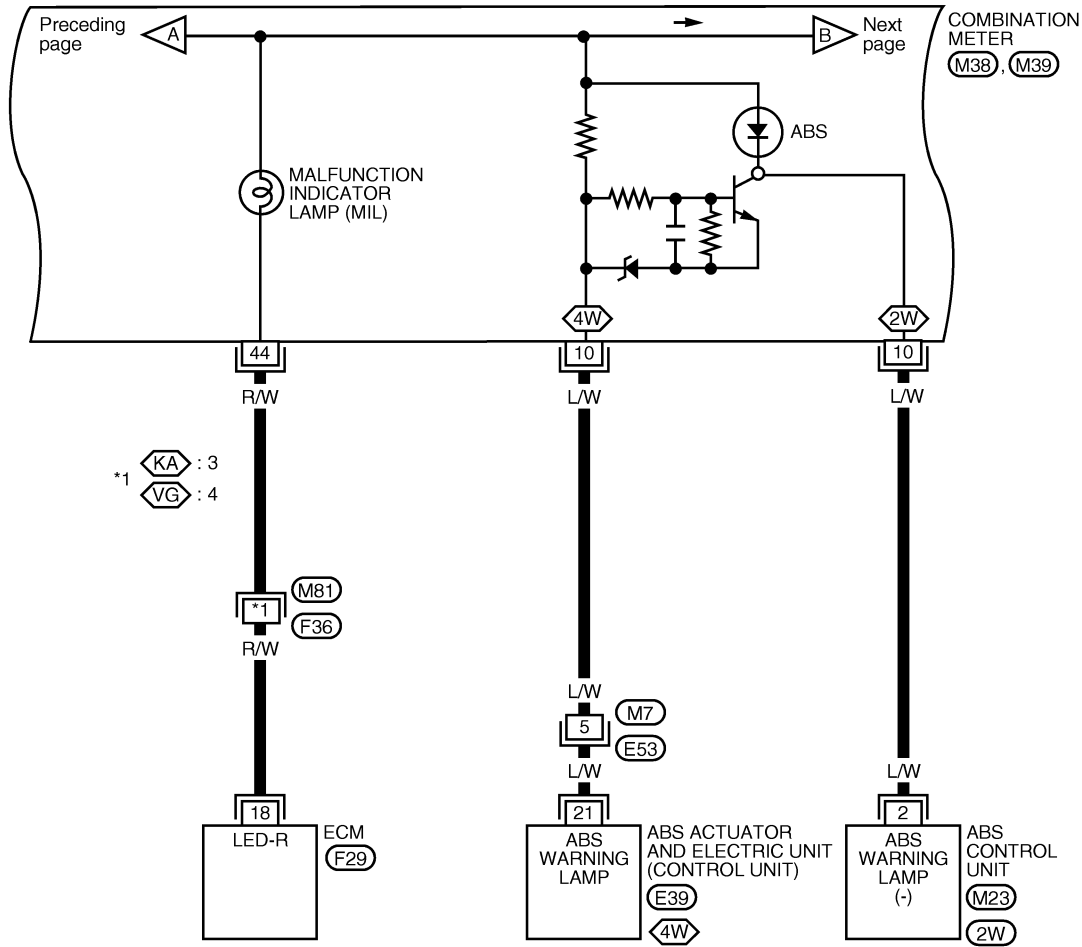 Preceding
page
A
B
Next
page
COMBINATION
METER
M38 , M39
ABS
MALFUNCTION
INDICATOR
LAMP (MIL)
4W
2W
44
10
10
R/W
L/W
L/W
*1
KA : 3
VG : 4
*1
M81
F36
R/W
L/W
5
M7
E53
L/W
L/W
18
21
2
LED-R
ECM
F29
ABS
WARNING
LAMP
ABS ACTUATOR
AND ELECTRIC UNIT
(CONTROL UNIT)
E39
4W
ABS
WARNING
LAMP
(-)
ABS
CONTROL
UNIT
M23
2W